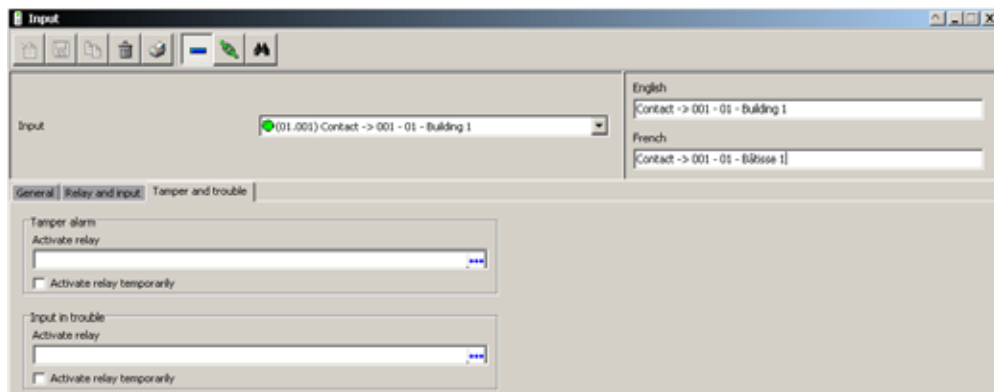 Input
Input
(01.001) Contact -> 001 - 01 - Building 1
English
Contact -> 001 - 01 - Building 1
French
Contact -> 001 - 01 - Bâtisse 1
General Relay and input Tamper and trouble
Tamper alarm
Activate relay
Activate relay temporarily
Input in trouble
Activate relay
Activate relay temporarily